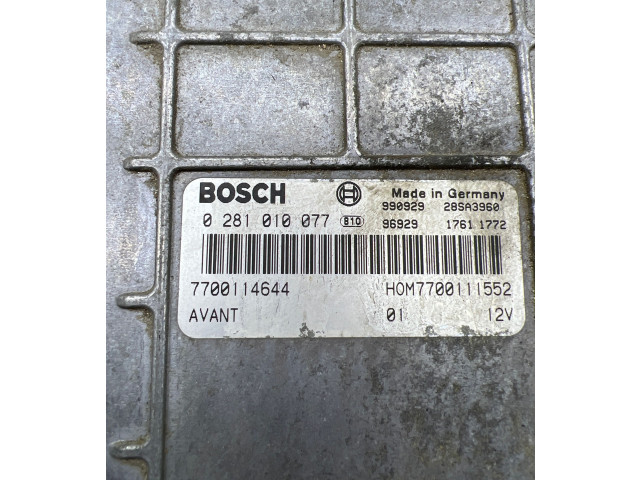 BOSCH Made in Germany
990929 28SA3960
0 281 010 077 810 96929 1761 1772
7700114644 HOM7700111552
AVANT 01 12V